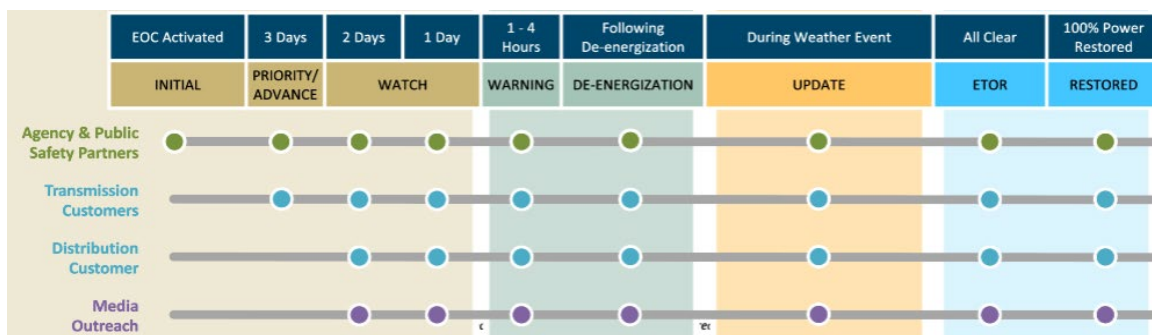 EOC Activated 3 Days 2 Days 1 Day 1 - 4 Hours Following De-energization During Weather Event All Clear 100% Power Restored
INITIAL PRIORITY/ ADVANCE WATCH WARNING DE-ENERGIZATION UPDATE ETOR RESTORED
Agency & Public
Safety Partners
Transmission
Customers
Distribution
Customer
Media
Outreach